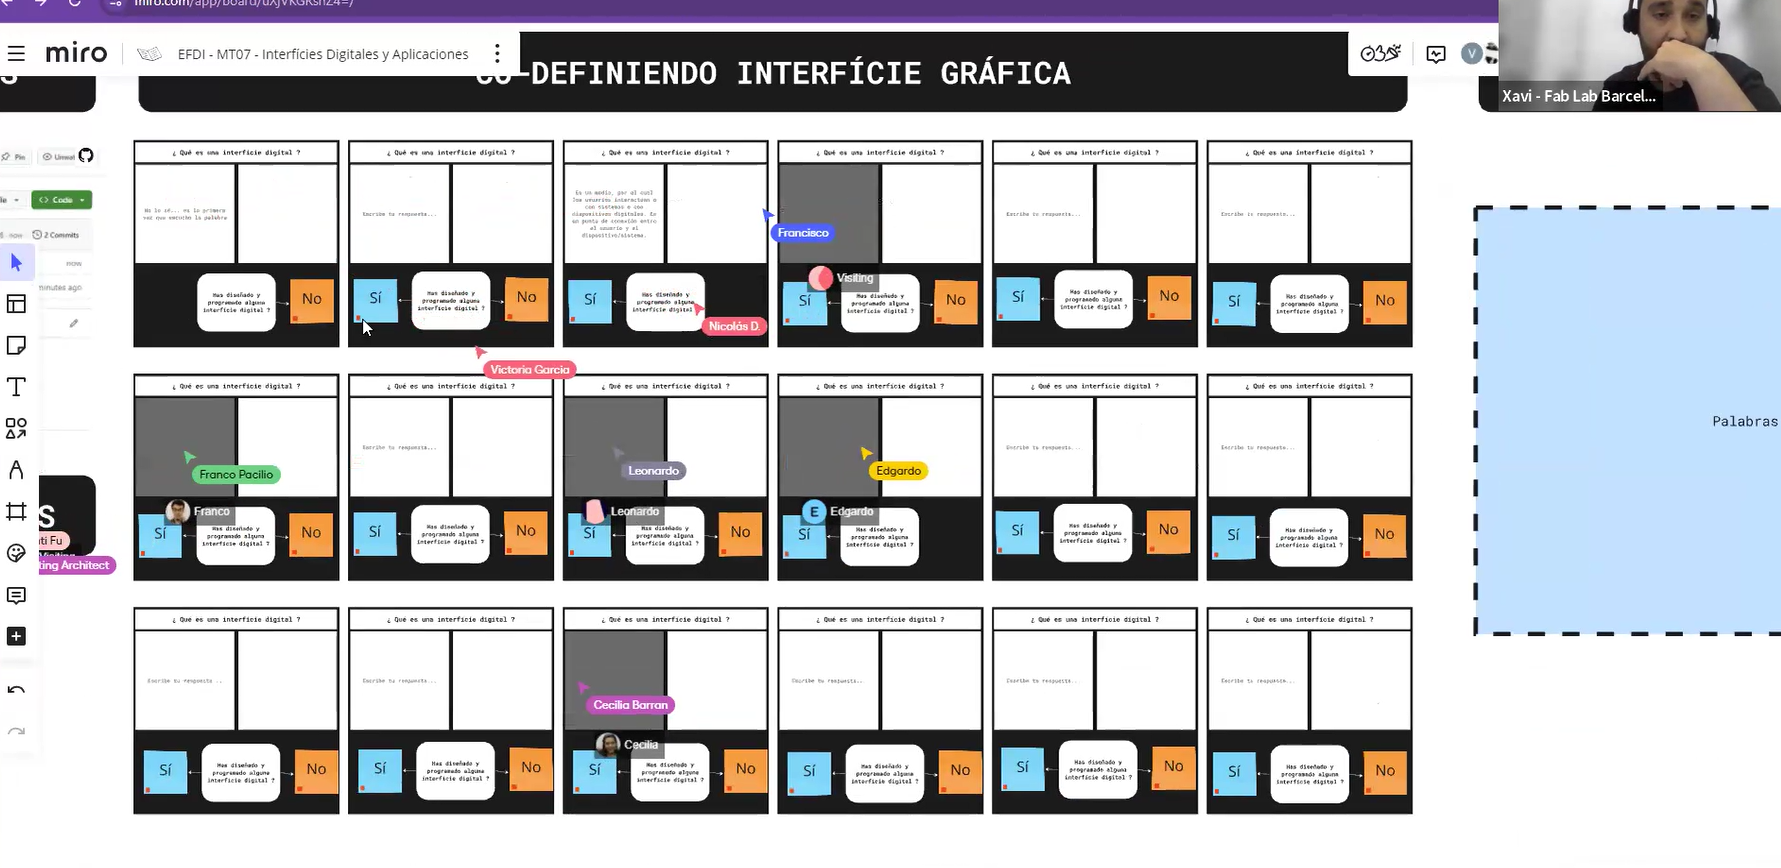 miro.com/app/board/uXjVKGKshZ4=/
miro
EFDI - MT07 - Interfícies Digitales y Aplicaciones
CO-DEFINIENDO INTERFÍCIE GRÁFICA
V
Xavi - Fab Lab Barcel...
S
Pin
Code
2 Commits
now
¿ Qué es una interfície digital ?
¿ Qué es una interfície digital ?
¿ Qué es una interfície digital ?
¿ Qué es una interfície digital ?
¿ Qué es una interfície digital ?
¿ Qué es una interfície digital ?
No lo sé... es la primera
vez que escucho la palabra
Escribe tu respuesta...
Es un medio, por el cual
los usuarios interactuan
con sistemas o con
dispositivos digitales. Es
un punto de conexión entre
el usuario y el
dispositivo/sistema.
Francisco
Visiting
Escribe tu respuesta...
Escribe tu respuesta...
Has diseñado y
programado alguna
interfície digital ?
No
Sí
Has diseñado y
programado alguna
interfície digital ?
No
Sí
Has diseñado y
programado alguna
interfície digital
Nicolás D.
Sí
Has diseñado y
programado alguna
interfície digital ?
No
Sí
Has diseñado y
programado alguna
interfície digital ?
No
Sí
Has diseñado y
programado alguna
interfície digital ?
No
Victoria Garcia
¿ Qué es una interfície digital ?
¿ Qué es una interfície digital ?
¿ Qué es una interfície digital ?
¿ Qué es una interfície digital ?
¿ Qué es una interfície digital ?
¿ Qué es una interfície digital ?
Franco Pacilio
Franco
Escribe tu respuesta...
Leonardo
Leonardo
Edgardo
E
Edgardo
Escribe tu respuesta...
Escribe tu respuesta...
Sí
Has diseñado y
programado alguna
interfície digital ?
No
Sí
Has diseñado y
programado alguna
interfície digital ?
No
Sí
Has diseñado y
programado alguna
interfície digital ?
No
Sí
Has diseñado y
programado alguna
interfície digital ?
Sí
Has diseñado y
programado alguna
interfície digital ?
No
Sí
Has diseñado y
programado alguna
interfície digital ?
No
S
ti Fu
ting Architect
¿ Qué es una interfície digital ?
¿ Qué es una interfície digital ?
¿ Qué es una interfície digital ?
¿ Qué es una interfície digital ?
¿ Qué es una interfície digital ?
¿ Qué es una interfície digital ?
Escribe tu respuesta...
Escribe tu respuesta...
Cecilia Barran
Cecilia
Escribe tu respuesta...
Escribe tu respuesta...
Escribe tu respuesta...
Sí
Has diseñado y
programado alguna
interfície digital ?
No
Sí
Has diseñado y
programado alguna
interfície digital ?
No
Sí
Has diseñado y
programado alguna
interfície digital ?
No
Sí
Has diseñado y
programado alguna
interfície digital ?
No
Sí
Has diseñado y
programado alguna
interfície digital ?
No
Sí
Has diseñado y
programado alguna
interfície digital ?
No
Palabras